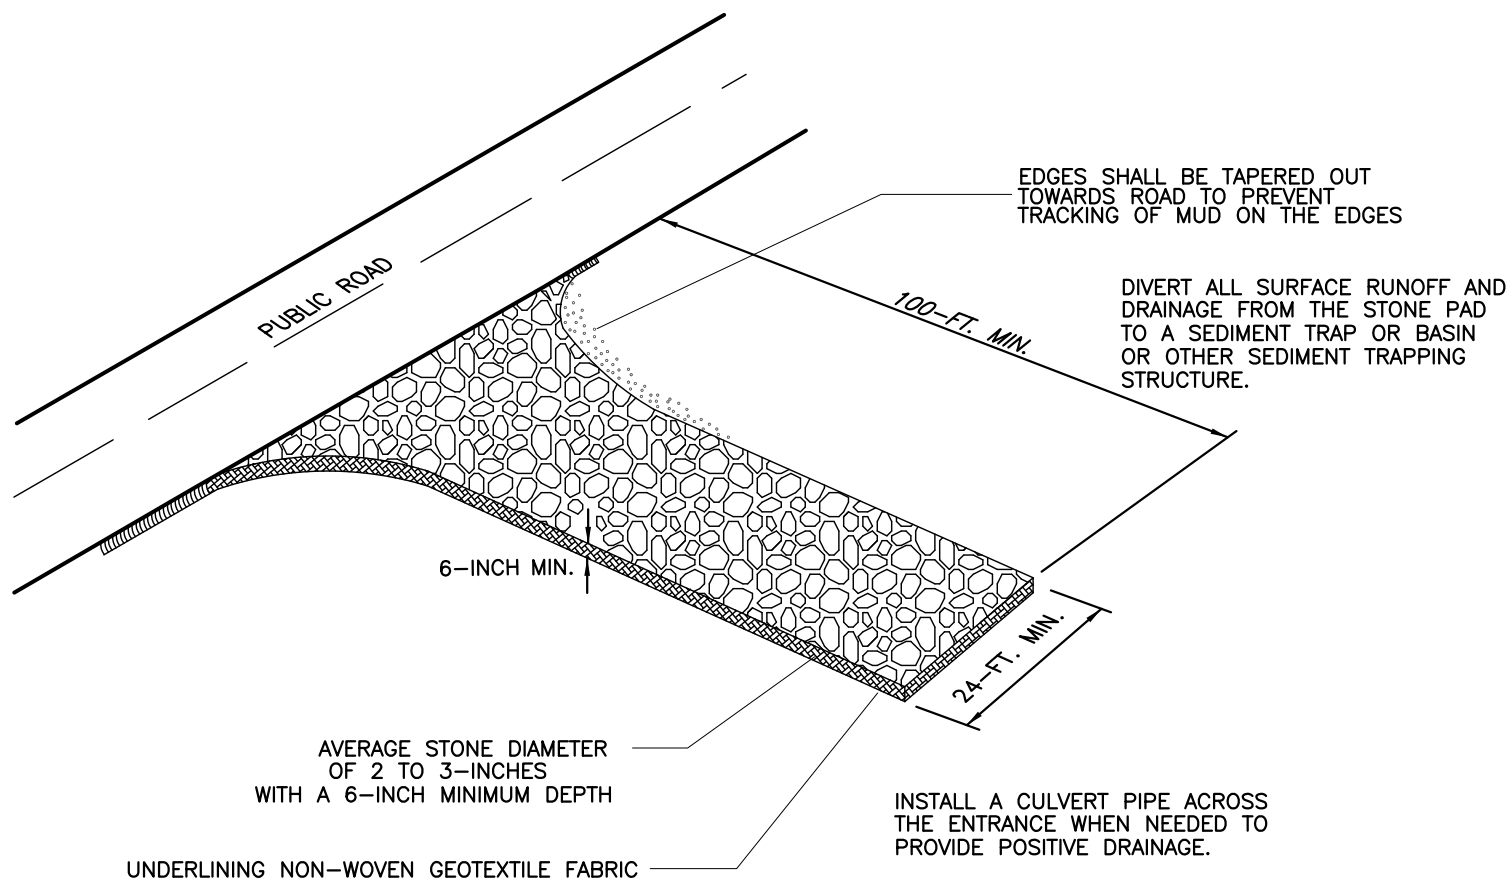 EDGES SHALL BE TAPERED OUT
TOWARDS ROAD TO PREVENT
TRACKING OF MUD ON THE EDGES
PUBLIC ROAD
100-FT. MIN.
DIVERT ALL SURFACE RUNOFF AND
DRAINAGE FROM THE STONE PAD
TO A SEDIMENT TRAP OR BASIN
OR OTHER SEDIMENT TRAPPING
STRUCTURE.
6-INCH MIN.
24-FT. MIN.
AVERAGE STONE DIAMETER
OF 2 TO 3-INCHES
WITH A 6-INCH MINIMUM DEPTH
INSTALL A CULVERT PIPE ACROSS
THE ENTRANCE WHEN NEEDED TO
PROVIDE POSITIVE DRAINAGE.
UNDERLINING NON-WOVEN GEOTEXTILE FABRIC